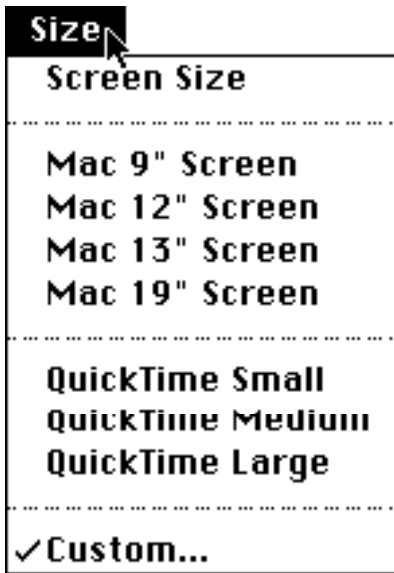 Size
Screen Size
Mac 9" Screen
Mac 12" Screen
Mac 13" Screen
Mac 19" Screen
QuickTime Small
QuickTime Medium
QuickTime Large
✓Custom...